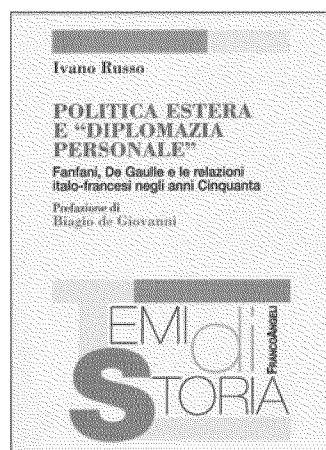 Ivano Russo
POLITICA ESTERA
E “DIPLOMAZIA
PERSONALE”
Fanfani, De Gaulle e le relazioni
italo-francesi negli anni Cinquanta
Prefazione di
Biagio de Giovanni
TEMI di
STORIA
FRANCOANGELI